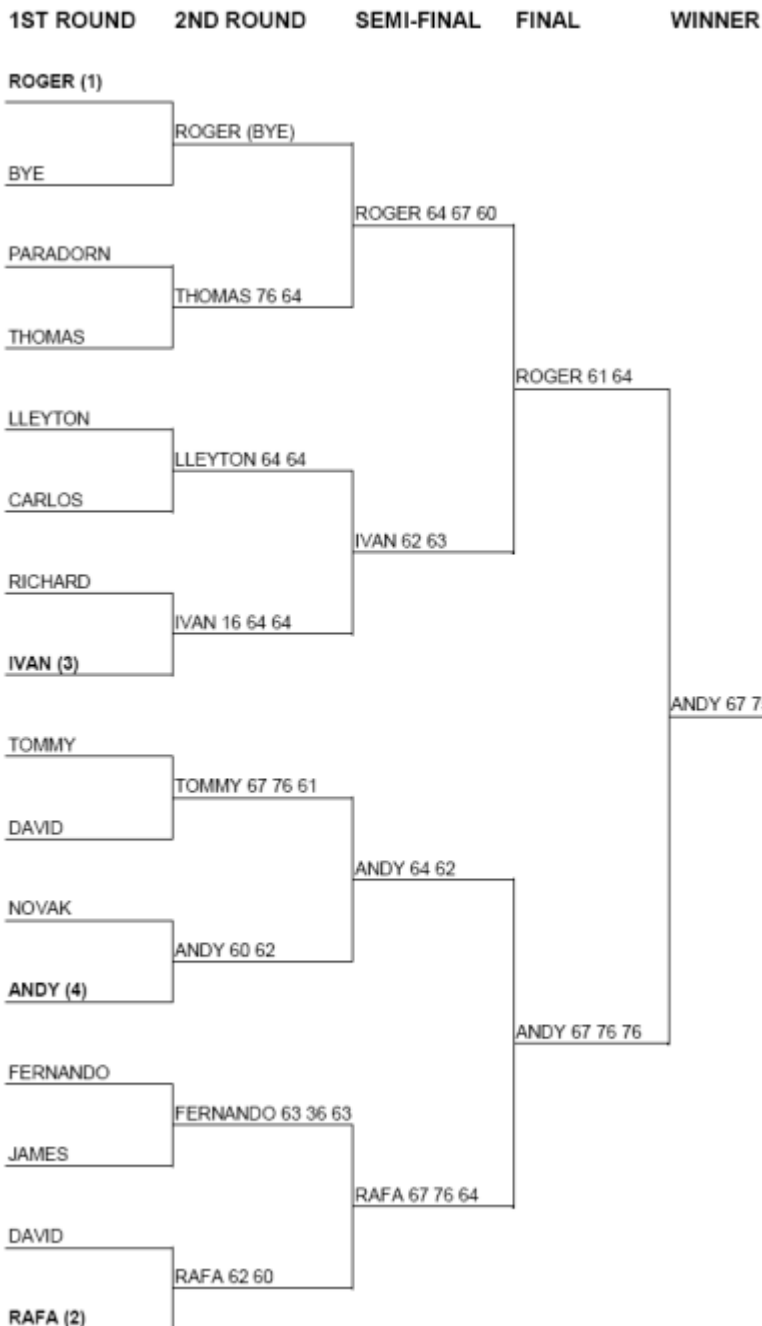 1ST ROUND 2ND ROUND SEMI-FINAL FINAL WINNER
ROGER (1)
ROGER (BYE)
BYE
ROGER 64 67 60
PARADORN
THOMAS 76 64
THOMAS
ROGER 61 64
LLEYTON
LLEYTON 64 64
CARLOS
IVAN 62 63
RICHARD
IVAN 16 64 64
IVAN (3)
ANDY 67
TOMMY
TOMMY 67 76 61
DAVID
ANDY 64 62
NOVAK
ANDY 60 62
ANDY (4)
ANDY 67 76 76
FERNANDO
FERNANDO 63 36 63
JAMES
RAFA 67 76 64
DAVID
RAFA 62 60
RAFA (2)